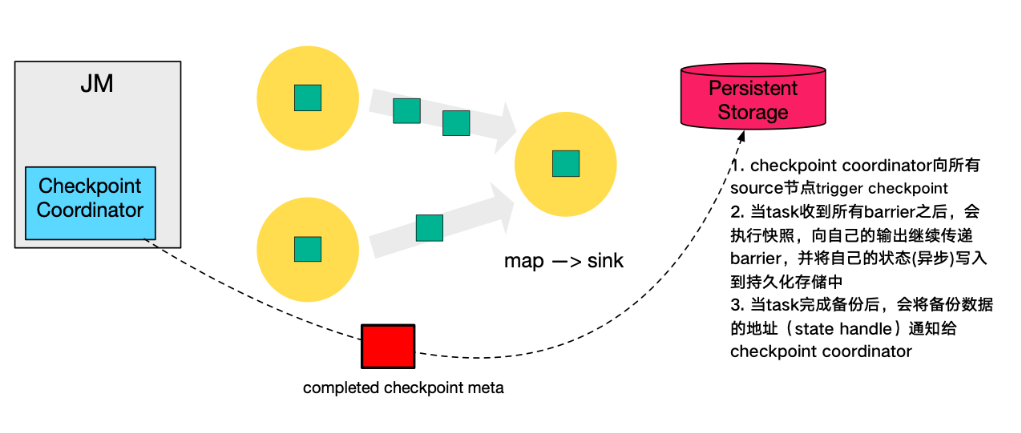 JM
Checkpoint
Coordinator
map —> sink
completed checkpoint meta
Persistent
Storage
1. checkpoint coordinator向所有
source节点trigger checkpoint
2. 当task收到所有barrier之后，会
执行快照，向自己的输出继续传递
barrier，并将自己的状态(异步)写入
到持久化存储中
3. 当task完成备份后，会将备份数据
的地址（state handle）通知给
checkpoint coordinator